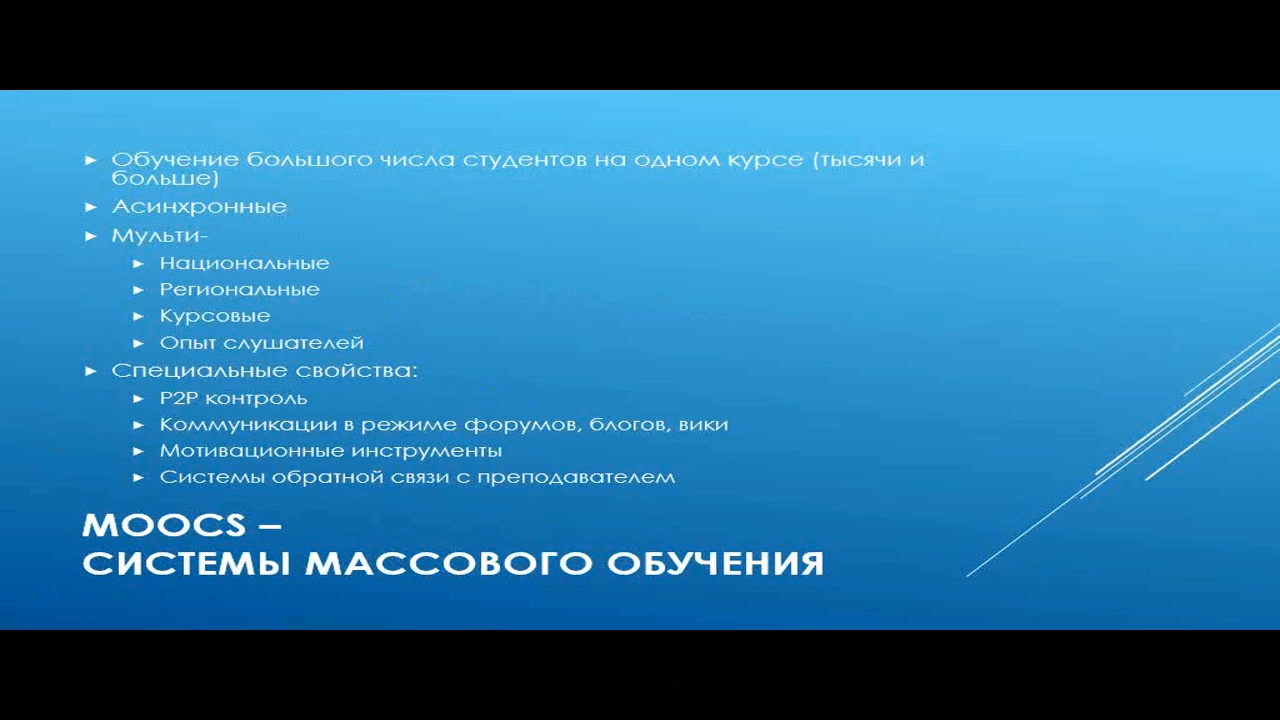 ► Обучение большого числа студентов на одном курсе (тысячи и
больше)
► Асинхронные
► Мульти-
► Национальные
► Региональные
► Курсовые
► Опыт слушателей
► Специальные свойства:
► P2P контроль
► Коммуникации в режиме форумов, блогов, вики
► Мотивационные инструменты
► Системы обратной связи с преподавателем
MOOCS –
СИСТЕМЫ МАССОВОГО ОБУЧЕНИЯ